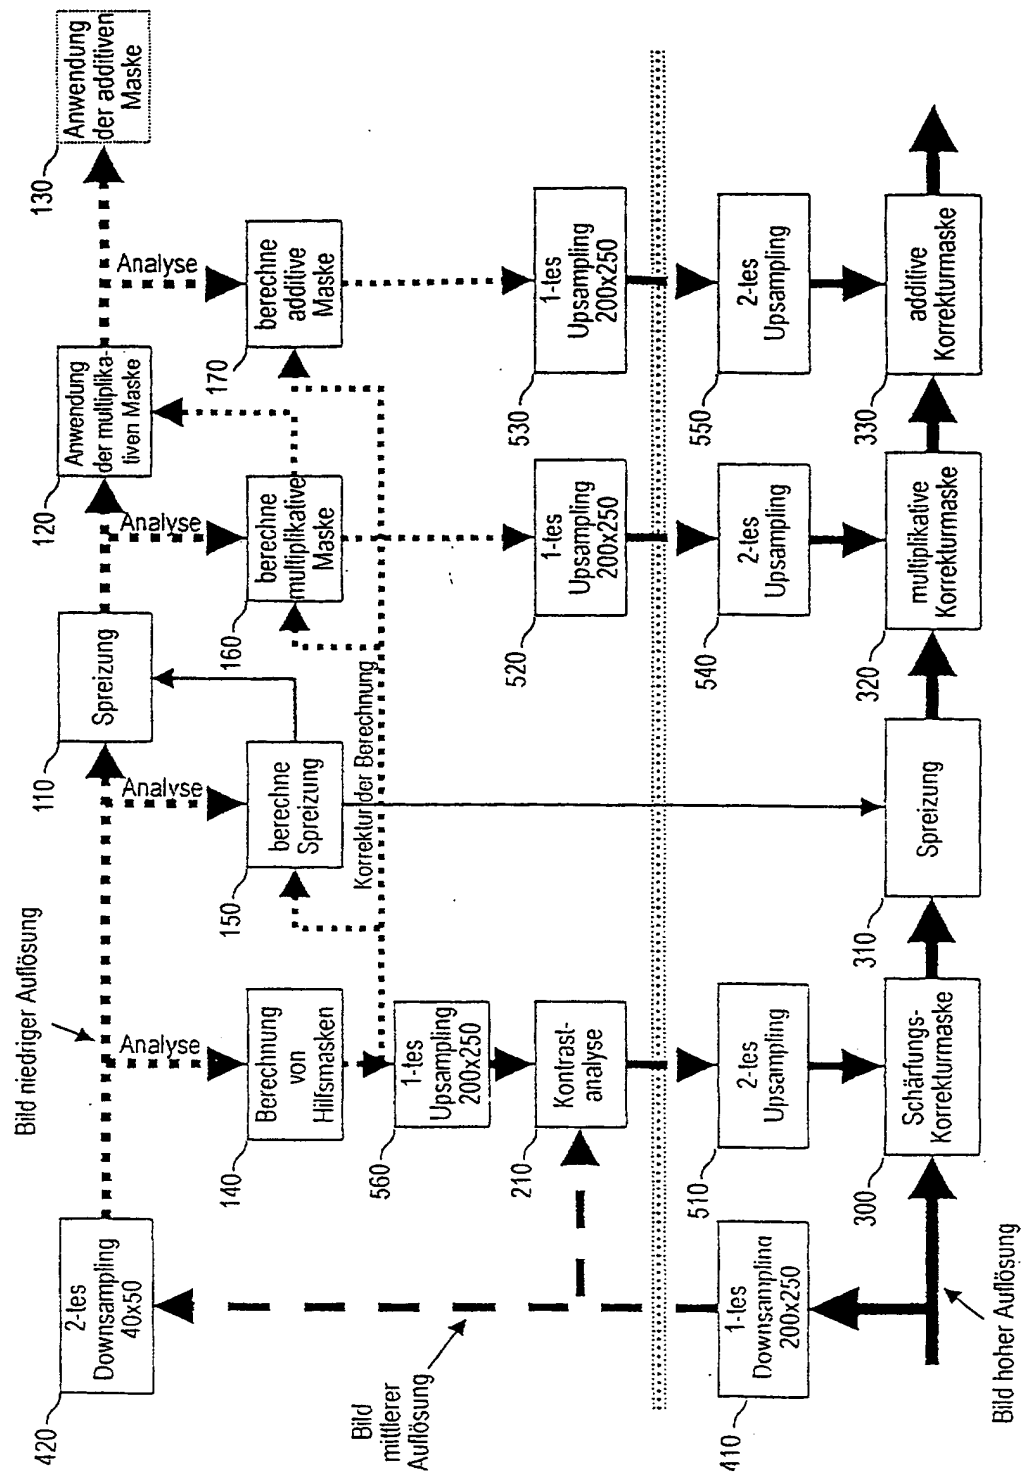 130
Anwendung
der additiven
Maske
120
Anwendung
der multiplika-
tiven Maske
110
Spreizung
Bild niedriger Auflösung
420
2-tes
Downsampling
40x50
Analyse
Analyse
Analyse
Analyse
170
berechne
additive
Maske
160
berechne
multiplikative
Maske
150
berechne
Spreizung
140
Berechnung
von
Hilfsmasken
Korrektur der Berechnung
560
1-tes
Upsampling
200x250
210
Kontrast-
analyse
Bild
mittlerer
Auflösung
530
1-tes
Upsampling
200x250
520
1-tes
Upsampling
200x250
550
2-tes
Upsampling
540
2-tes
Upsampling
510
2-tes
Upsampling
410
1-tes
Downsampling
200x250
330
additive
Korrekturmaske
320
multiplikative
Korrekturmaske
310
Spreizung
300
Schärfungs-
Korrekturmaske
Bild hoher Auflösung